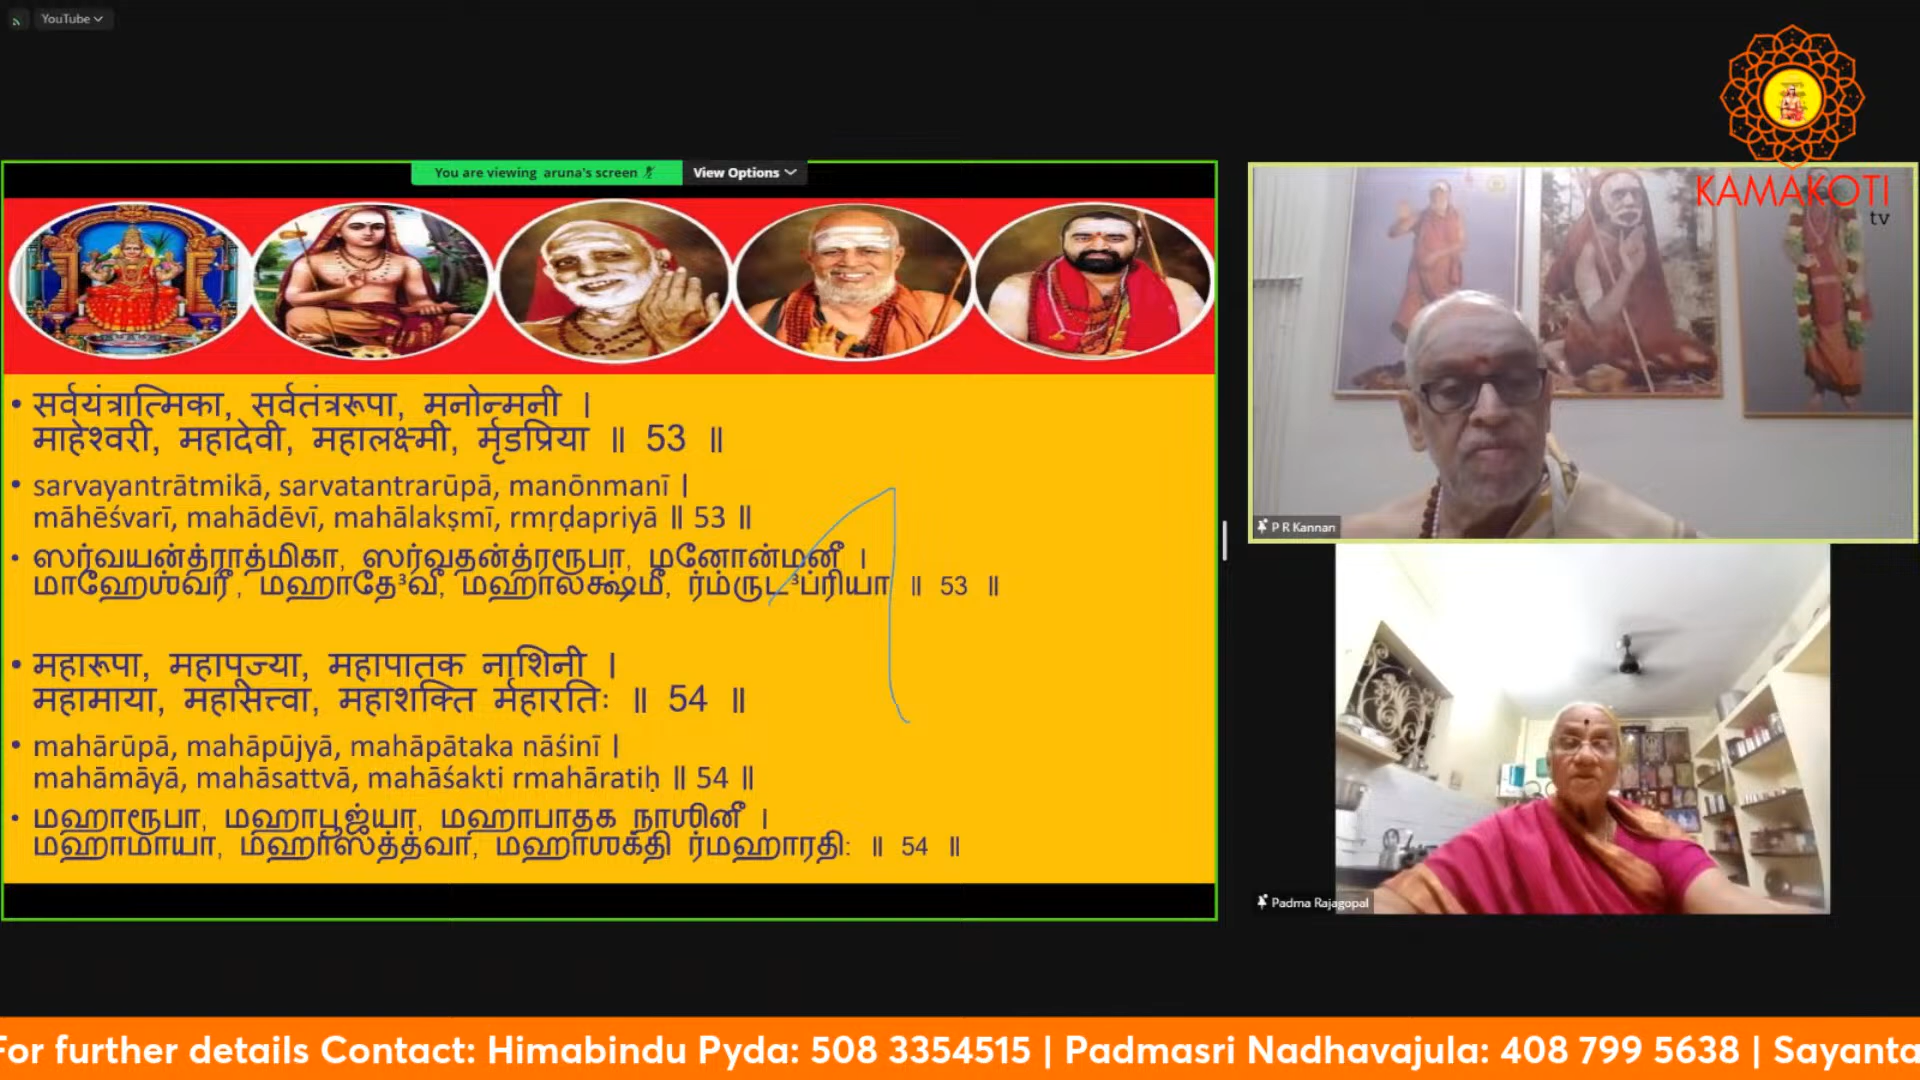 YouTube
KAMAKOTI
tv
You are viewing aruna's screen
View Options
• सर्वयंत्रात्मिका, सर्वतंत्ररूपा, मनोन्मनी |
माहेश्वरी, महादेवी, महालक्ष्मी, र्मृडप्रिया ॥ 53 ॥
• sarvayantrātmikā, sarvatantrarūpā, manōnmanī |
māhēśvarī, mahādēvī, mahālakṣmī, rmṛḍapriyā ॥ 53 ॥
• ஸர்வயன்த்ராத்மிகா, ஸர்வதன்த்ரரூபா, மனோன்மனீ |
மாஹேஶ்வரீ, மஹாதே³வீ, மஹாலக்ஷ்மீ, ர்ம்ருட³ப்ரியா ॥ 53 ॥
• महारूपा, महापूज्या, महापातक नाशिनी |
महामाया, महासत्त्वा, महाशक्ति र्महारतिः ॥ 54 ॥
• mahārūpā, mahāpūjyā, mahāpātaka nāśinī |
mahāmāyā, mahāsattvā, mahāśakti rmahāratiḥ ॥ 54 ॥
• மஹாரூபா, மஹாபூஜ்யா, மஹாபாதக நாஶினீ |
மஹாமாயா, மஹாஸத்த்வா, மஹாஶக்தி ர்மஹாரதி: ॥ 54 ॥
P R Kannan
Padma Rajagopal
For further details Contact: Himabindu Pyda: 508 3354515 | Padmasri Nadhavajula: 408 799 5638 | Sayanta